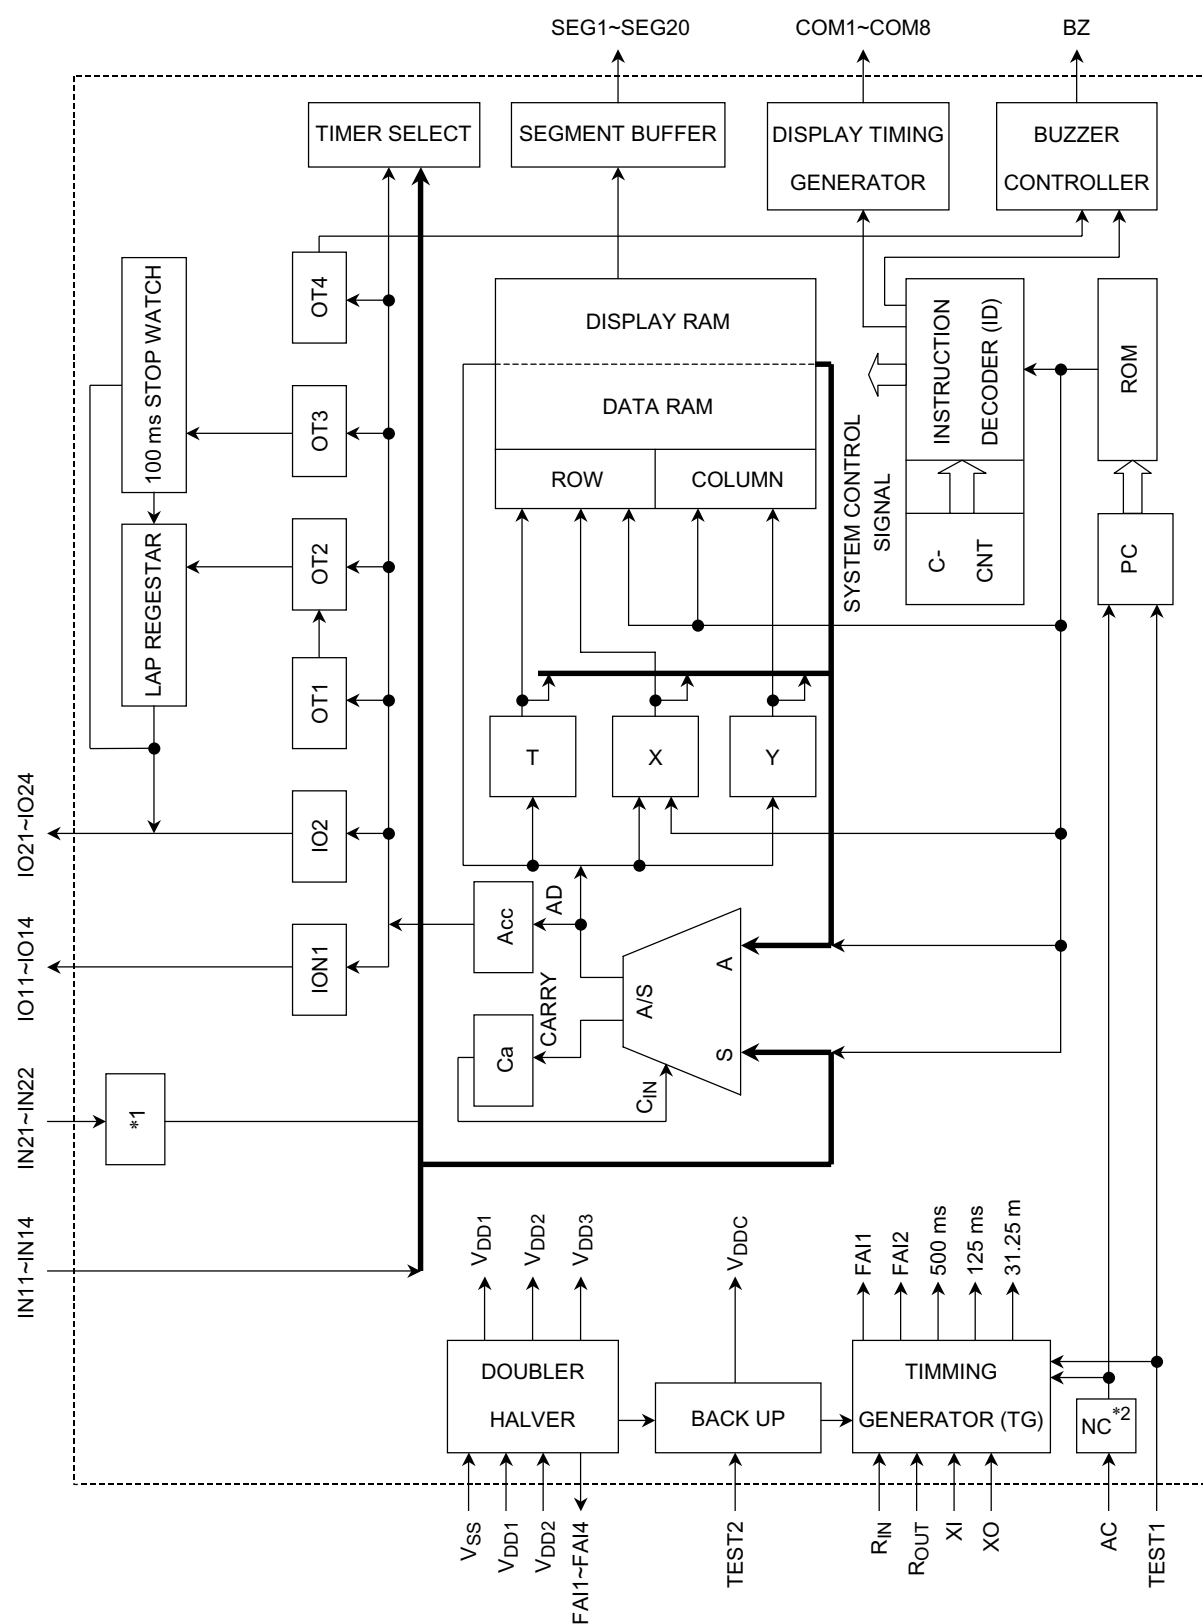 SEG1~SEG20
COM1~COM8
BZ
TIMER SELECT
SEGMENT BUFFER
DISPLAY TIMING
GENERATOR
BUZZER
CONTROLLER
100 ms STOP WATCH
LAP REGESTAR
OT4
OT3
OT2
OT1
IO2
ION1
IO21~IO24
IO11~IO14
IN21~IN22
IN11~IN14
*1
DISPLAY RAM
DATA RAM
ROW
COLUMN
SYSTEM CONTROL
SIGNAL
INSTRUCTION
DECODER (ID)
C-
CNT
ROM
PC
T
X
Y
Acc
AD
Ca
CARRY
CIN
A/S
A
S
VDD1
VDD2
VDD3
VDDC
FAI1
FAI2
500 ms
125 ms
31.25 m
DOUBLER
HALVER
BACK UP
TIMMING
GENERATOR (TG)
NC*2
VSS
VDD1
VDD2
FAI1~FAI4
TEST2
RIN
ROUT
XI
XO
AC
TEST1